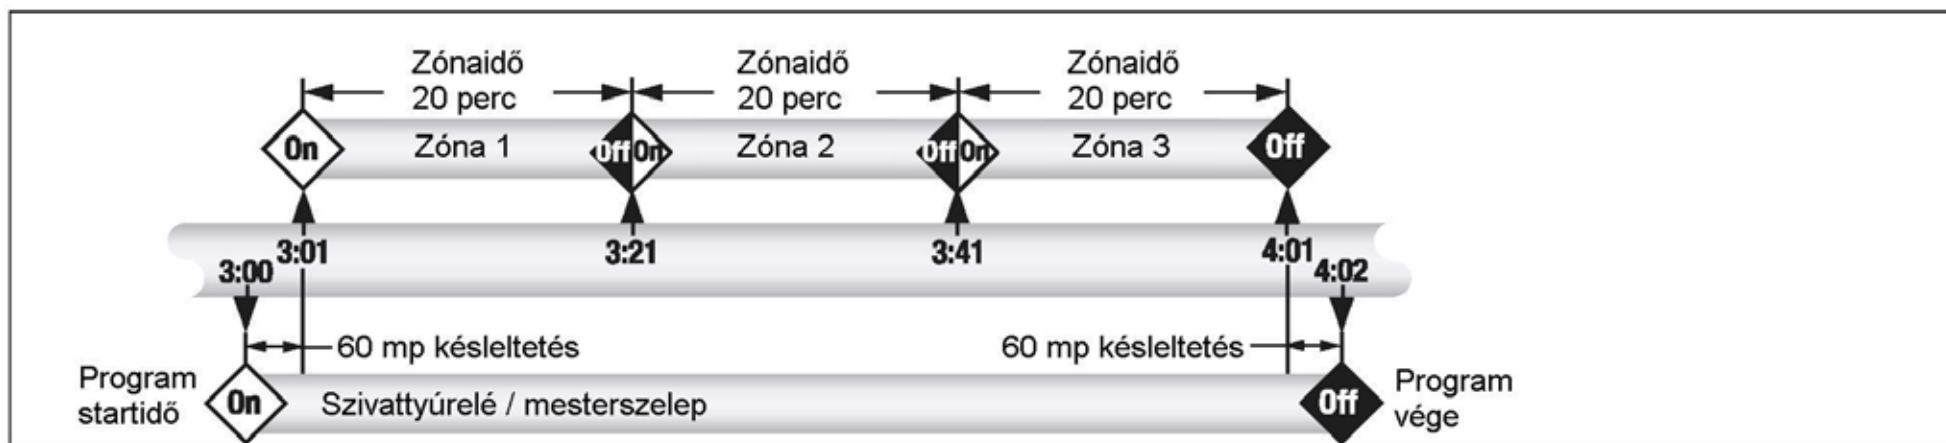 Zónaidő
20 perc
Zónaidő
20 perc
Zónaidő
20 perc
On
Zóna 1
Off On
Zóna 2
Off On
Zóna 3
Off
3:00
3:01
3:21
3:41
4:01
4:02
60 mp késleltetés
60 mp késleltetés
Program
startidő
On
Szivattyúrelé / mesterszelep
Off
Program
vége